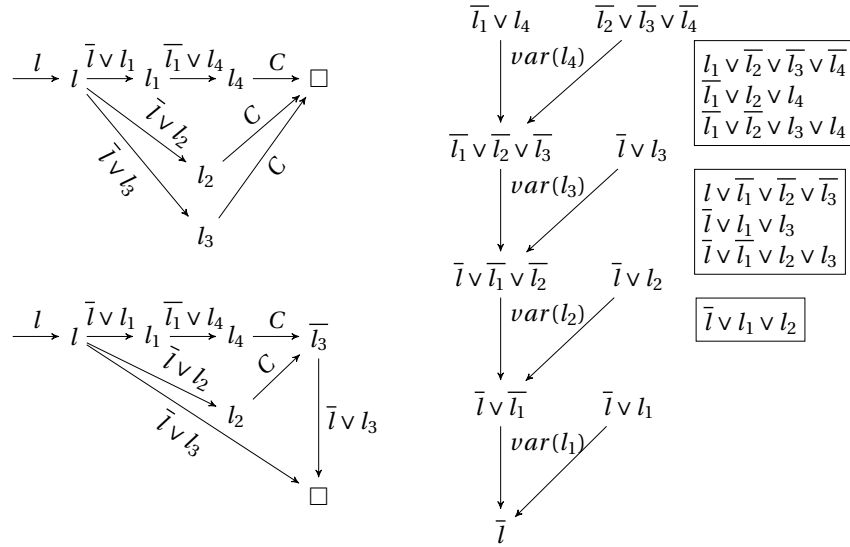 l
l̅ ∨ l₁
l̅₁ ∨ l₄
C
l
l₁
l₄
□
l̅ ∨ l₂
C
l̅ ∨ l₃
C
l₂
l₃
l
l̅ ∨ l₁
l̅₁ ∨ l₄
C
l
l₁
l₄
l̅₃
l̅ ∨ l₂
C
l̅ ∨ l₃
l₂
l̅ ∨ l₃
□
l̅₁ ∨ l₄
l̅₂ ∨ l̅₃ ∨ l̅₄
var(l₄)
l̅₁ ∨ l̅₂ ∨ l̅₃
l̅ ∨ l₃
var(l₃)
l̅ ∨ l̅₁ ∨ l̅₂
l̅ ∨ l₂
var(l₂)
l̅ ∨ l̅₁
l̅ ∨ l₁
var(l₁)
l̅
l₁ ∨ l̅₂ ∨ l̅₃ ∨ l̅₄
l̅₁ ∨ l₂ ∨ l₄
l̅₁ ∨ l̅₂ ∨ l₃ ∨ l₄
l ∨ l̅₁ ∨ l̅₂ ∨ l̅₃
l̅ ∨ l₁ ∨ l₃
l̅ ∨ l̅₁ ∨ l₂ ∨ l₃
l̅ ∨ l₁ ∨ l₂